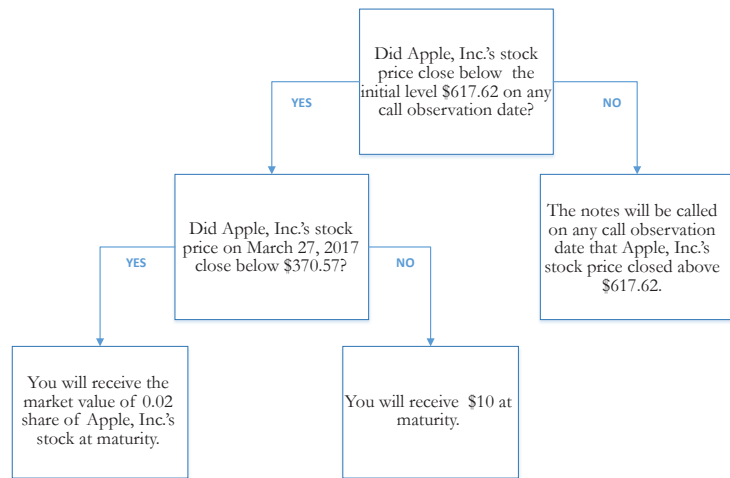 Did Apple, Inc.'s stock
price close below the
initial level $617.62 on any
call observation date?
YES
NO
Did Apple, Inc.'s stock
price on March 27, 2017
close below $370.57?
The notes will be called
on any call observation
date that Apple, Inc.'s
stock price closed above
$617.62.
YES
NO
You will receive the
market value of 0.02
share of Apple, Inc.'s
stock at maturity.
You will receive $10 at
maturity.